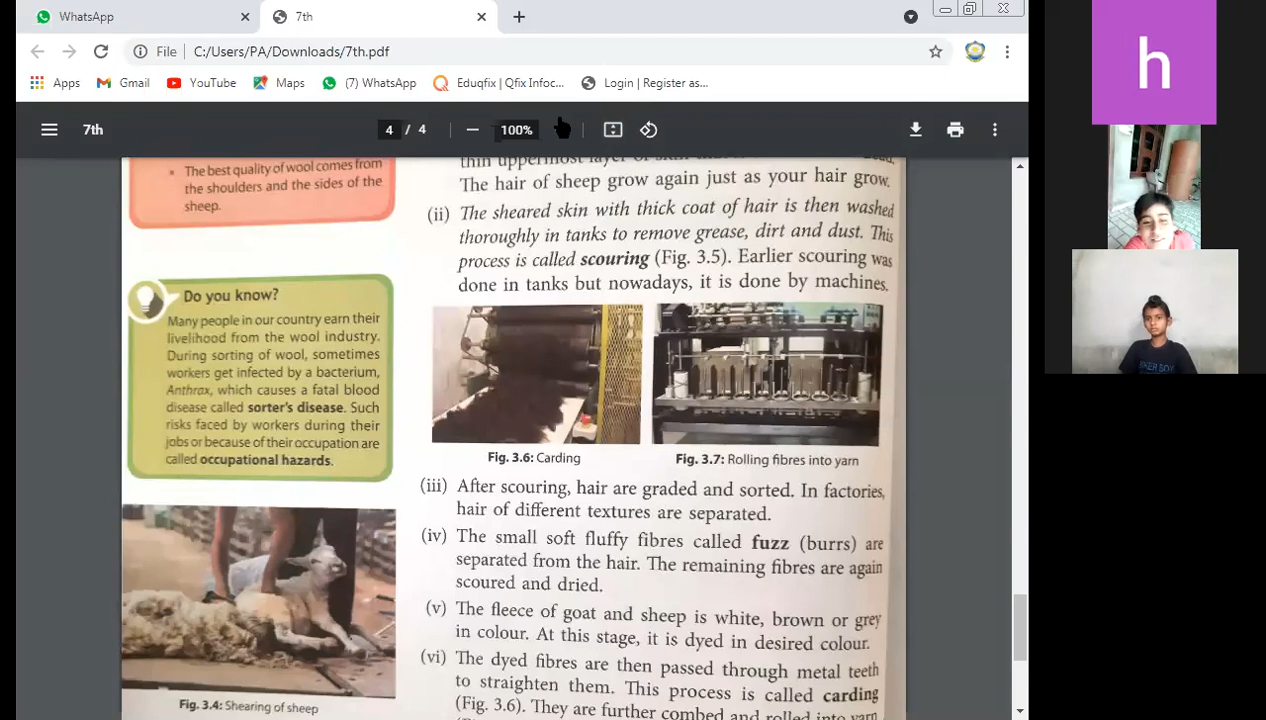 WhatsApp
7th
File
C:/Users/PA/Downloads/7th.pdf
Apps
Gmail
YouTube
Maps
(7) WhatsApp
Eduqfix | Qfix Infoc...
Login | Register as...
7th
4 / 4
100%
h
The best quality of wool comes from
the shoulders and the sides of the
sheep.
Do you know?
Many people in our country earn their
livelihood from the wool industry.
During sorting of wool, sometimes
workers get infected by a bacterium,
Anthrax, which causes a fatal blood
disease called sorter's disease. Such
risks faced by workers during their
jobs or because of their occupation are
called occupational hazards.
Fig. 3.4: Shearing of sheep
thin uppermost layer of skin
The hair of sheep grow again just as your hair grow.
(ii) The sheared skin with thick coat of hair is then washed
thoroughly in tanks to remove grease, dirt and dust. This
process is called scouring (Fig. 3.5). Earlier scouring was
done in tanks but nowadays, it is done by machines.
Fig. 3.6: Carding
Fig. 3.7: Rolling fibres into yarn
(iii) After scouring, hair are graded and sorted. In factories,
hair of different textures are separated.
(iv) The small soft fluffy fibres called fuzz (burrs) are
separated from the hair. The remaining fibres are again
scoured and dried.
(v) The fleece of goat and sheep is white, brown or grey
in colour. At this stage, it is dyed in desired colour.
(vi) The dyed fibres are then passed through metal teeth
to straighten them. This process is called carding
(Fig. 3.6). They are further combed and rolled into yarn